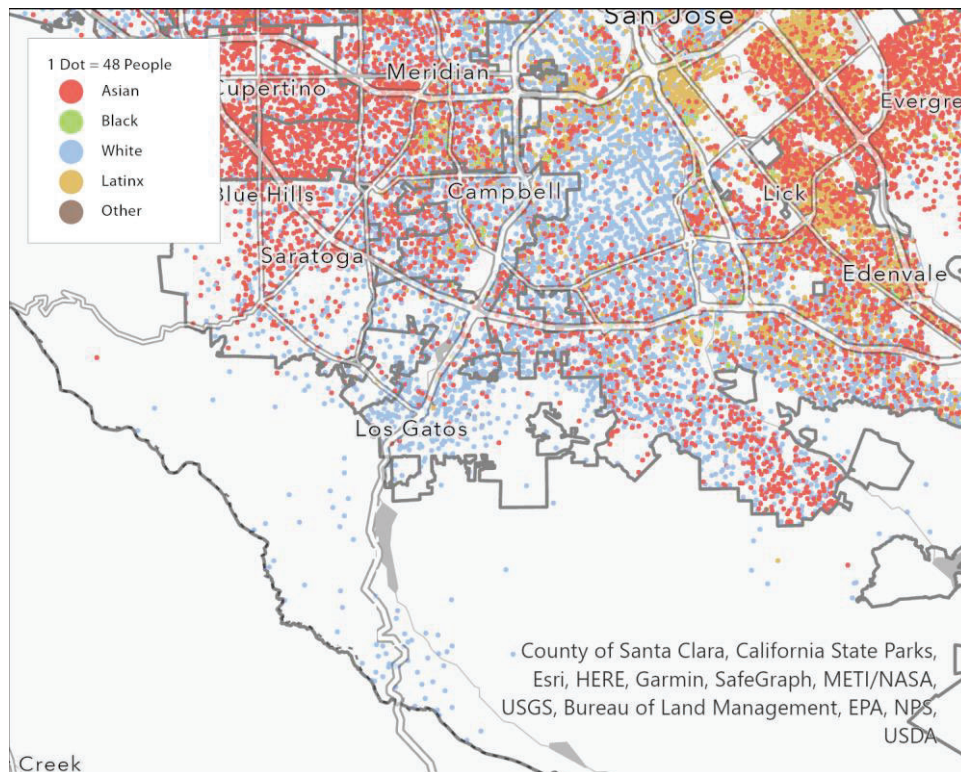 San Jose
1 Dot = 48 People
Asian
Black
White
Latinx
Other
Meridian
Cupertino
Evergre
Blue Hills
Campbell
Lick
Saratoga
Edenvale
Los Gatos
County of Santa Clara, California State Parks,
Esri, HERE, Garmin, SafeGraph, METI/NASA,
USGS, Bureau of Land Management, EPA, NPS,
USDA
Creek